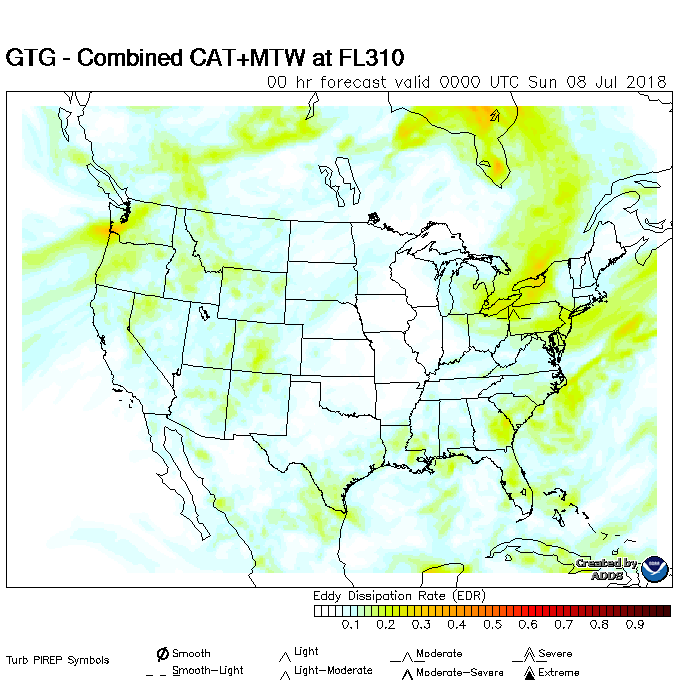 GTG - Combined CAT+MTW at FL310
00 hr forecast valid 0000 UTC Sun 08 Jul 2018
Created by
ADDS
Eddy Dissipation Rate (EDR)
0.1 0.2 0.3 0.4 0.5 0.6 0.7 0.8 0.9
Turb PIREP Symbols
Smooth Light Moderate Severe
Smooth-Light Light-Moderate Moderate-Severe Extreme